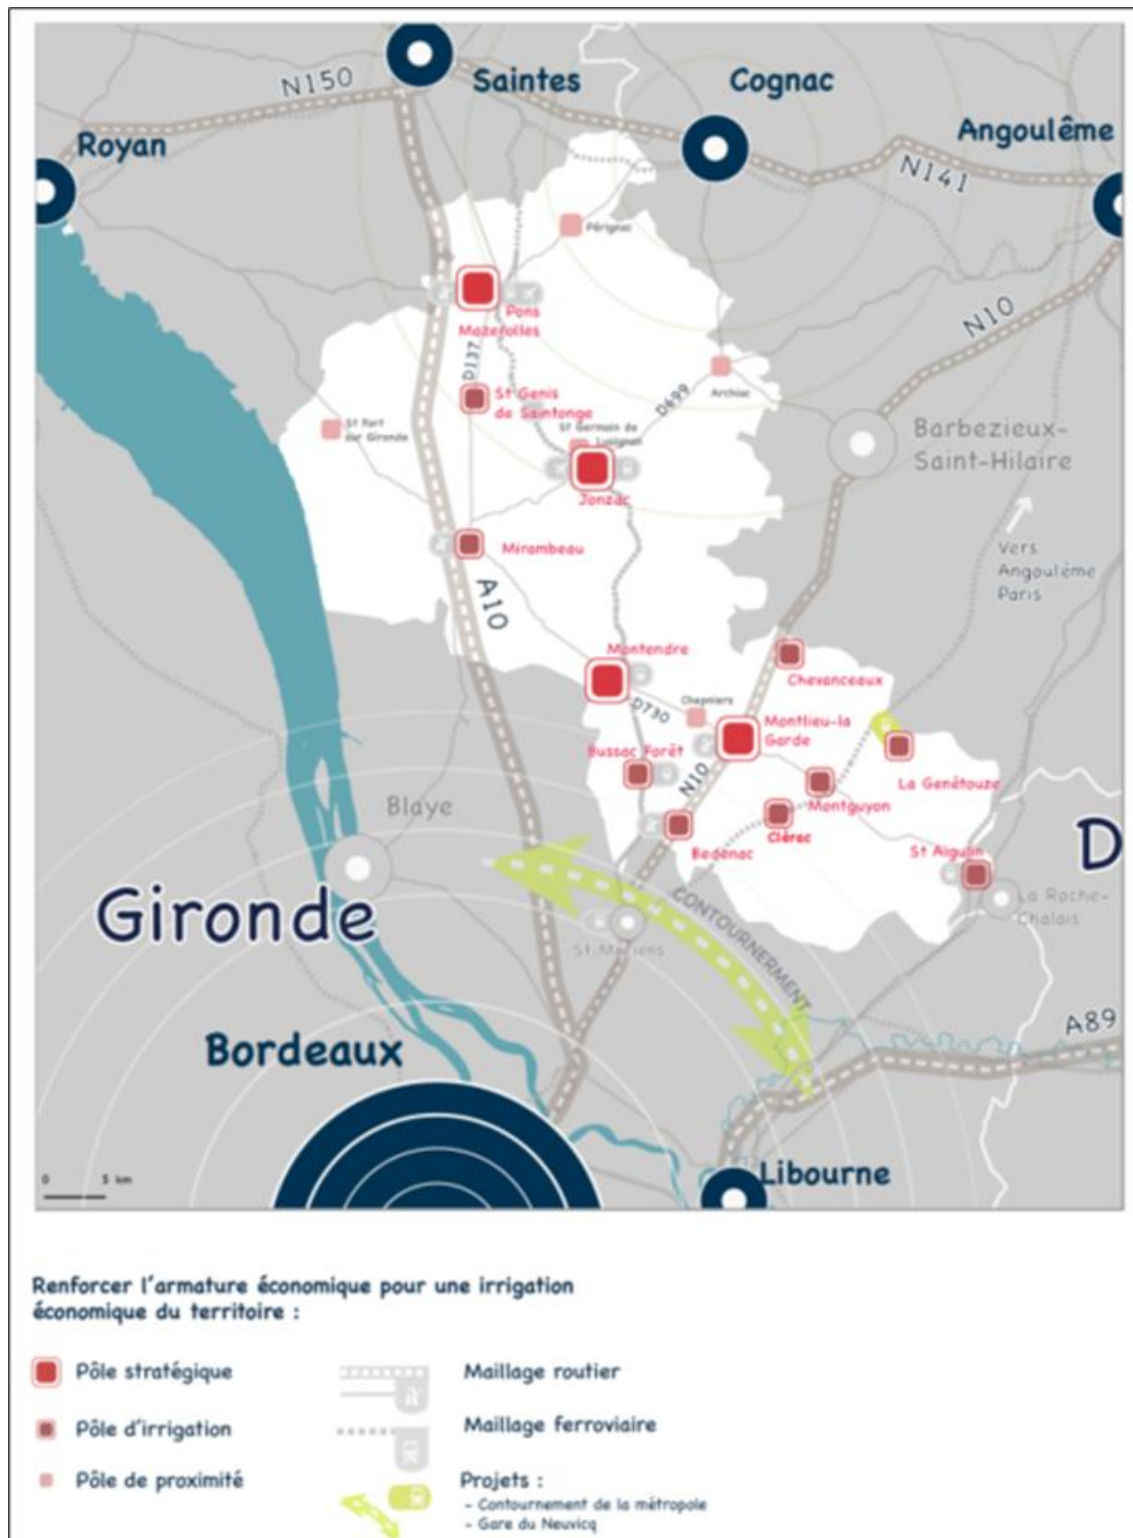 N150
Saintes
Cognac
Angoulême
Royan
N141
Pérignac
Pons
Mazerolles
N10
D137
St Genis
de Saintonge
D699
Archiac
St Fort
sur Gironde
St Germain de
Lusignan
Barbezieux-
Saint-Hilaire
Jonzac
Mirambeau
Vers
Angoulême
Paris
A10
Montendre
Chevanceaux
Chepniers
D730
Montlieu-la
Garde
Bussac Forêt
N10
La Genétouze
Montguyon
Blaye
Clérac
Bedenac
St Aigulin
D
La Roche-
Chalais
Gironde
CONTOURNERMENT
St-Mariens
A89
Bordeaux
Libourne
0 5 km
Renforcer l'armature économique pour une irrigation
économique du territoire :
Pôle stratégique
Maillage routier
Pôle d'irrigation
Maillage ferroviaire
Pôle de proximité
Projets :
- Contournement de la métropole
- Gare du Neuvicq